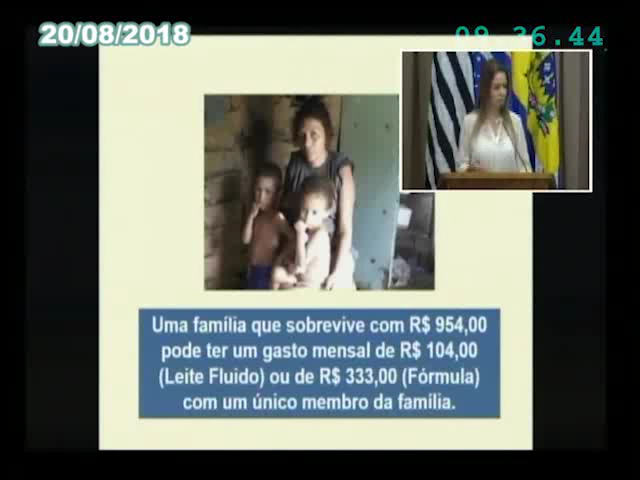 20/08/2018
09.36.44
Uma família que sobrevive com R$ 954,00
pode ter um gasto mensal de R$ 104,00
(Leite Fluido) ou de R$ 333,00 (Fórmula)
com um único membro da família.